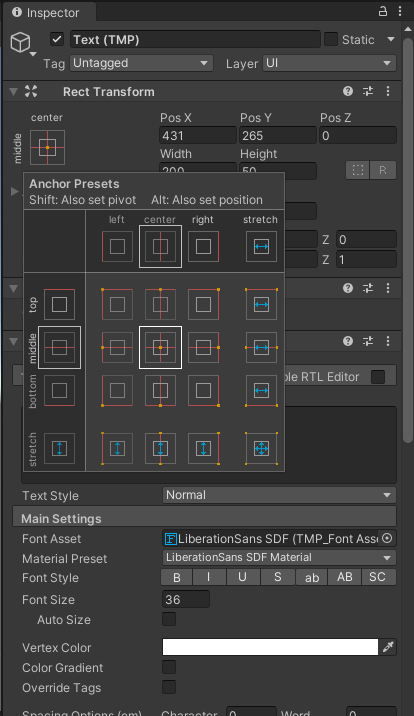 Inspector
Text (TMP)
Static
Tag Untagged Layer UI
Rect Transform
center
middle
Pos X Pos Y Pos Z
431 265 0
Width Height
200 50
R
Anchor Presets
Shift: Also set pivot Alt: Also set position
left center right stretch
Z 0
Z 1
top
middle
bottom
stretch
RTL Editor
Text Style Normal
Main Settings
Font Asset LiberationSans SDF (TMP_Font Asse
Material Preset LiberationSans SDF Material
Font Style B I U S ab AB SC
Font Size 36
Auto Size
Vertex Color
Color Gradient
Override Tags
Spacing Options (em) Character 0 Word 0